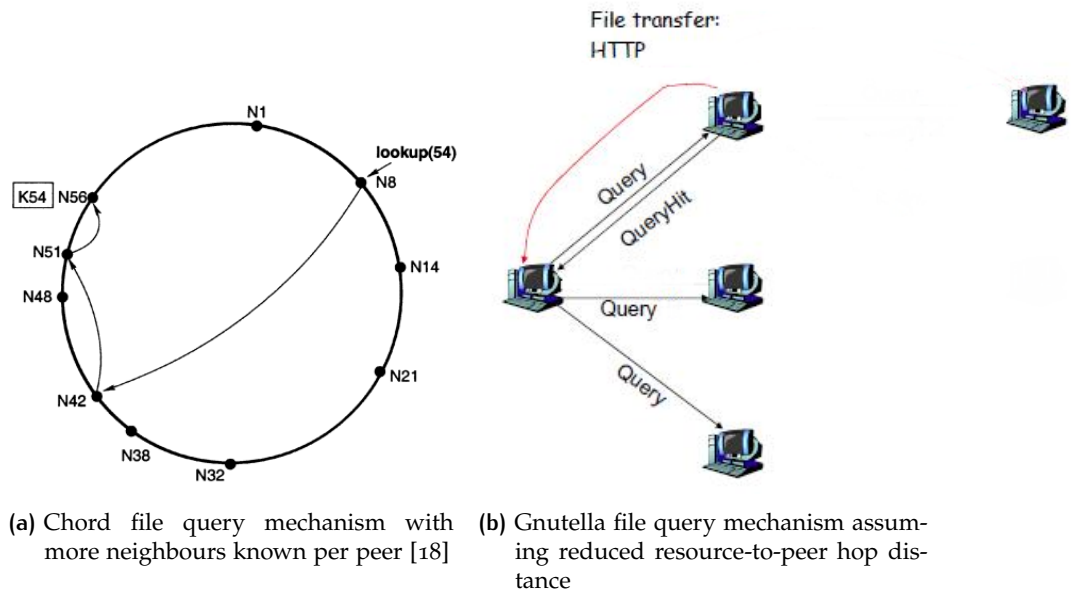 N1
lookup(54)
N8
K54 N56
N51
N14
N48
N21
N42
N38
N32
File transfer:
HTTP
Query
QueryHit
Query
Query
(a) Chord file query mechanism with
more neighbours known per peer [18]
(b) Gnutella file query mechanism assum-
ing reduced resource-to-peer hop dis-
tance